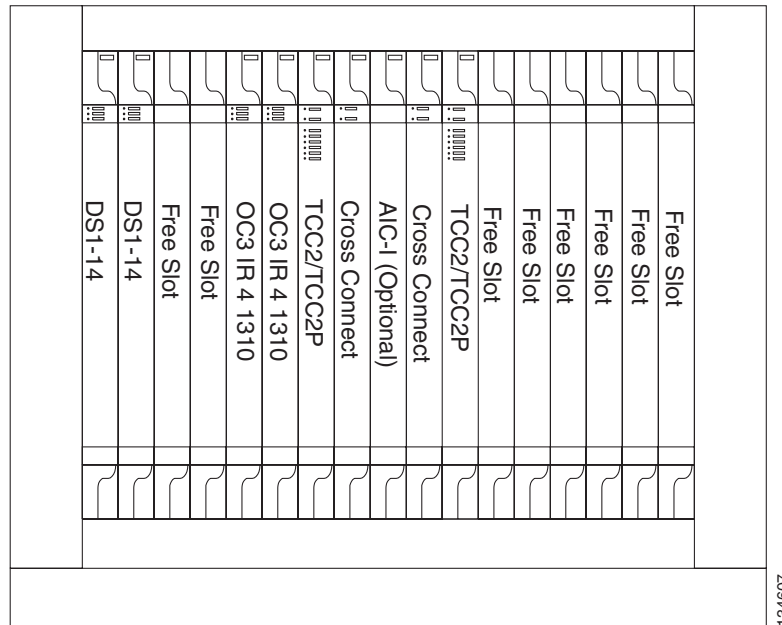 DS1-14
DS1-14
Free Slot
Free Slot
OC3 IR 4 1310
OC3 IR 4 1310
TCC2/TCC2P
Cross Connect
AIC-I (Optional)
Cross Connect
TCC2/TCC2P
Free Slot
Free Slot
Free Slot
Free Slot
Free Slot
Free Slot